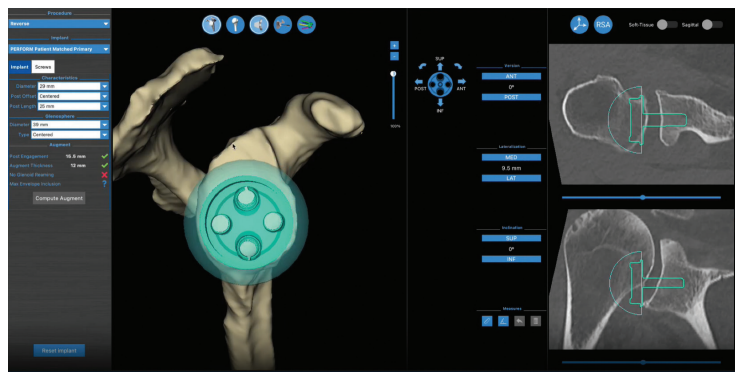 Procedure
Reverse
Implant
PERFORM Patient Matched Primary
Implant
Screws
Characteristics
Diameter 29 mm
Post Offset Centered
Post Length 25 mm
Glenosphere
Diameter 39 mm
Type Centered
Augment
Post Engagement 15.5 mm
Augment Thickness 13 mm
No Glenoid Reaming
Max Envelope Inclusion ?
Compute Augment
Reset Implant
+
-
100%
SUP
POST
ANT
INF
Version
ANT
0°
POST
Lateralization
MED
9.5 mm
LAT
Inclination
SUP
0°
INF
Measures
RSA
Soft-Tissue
Sagittal